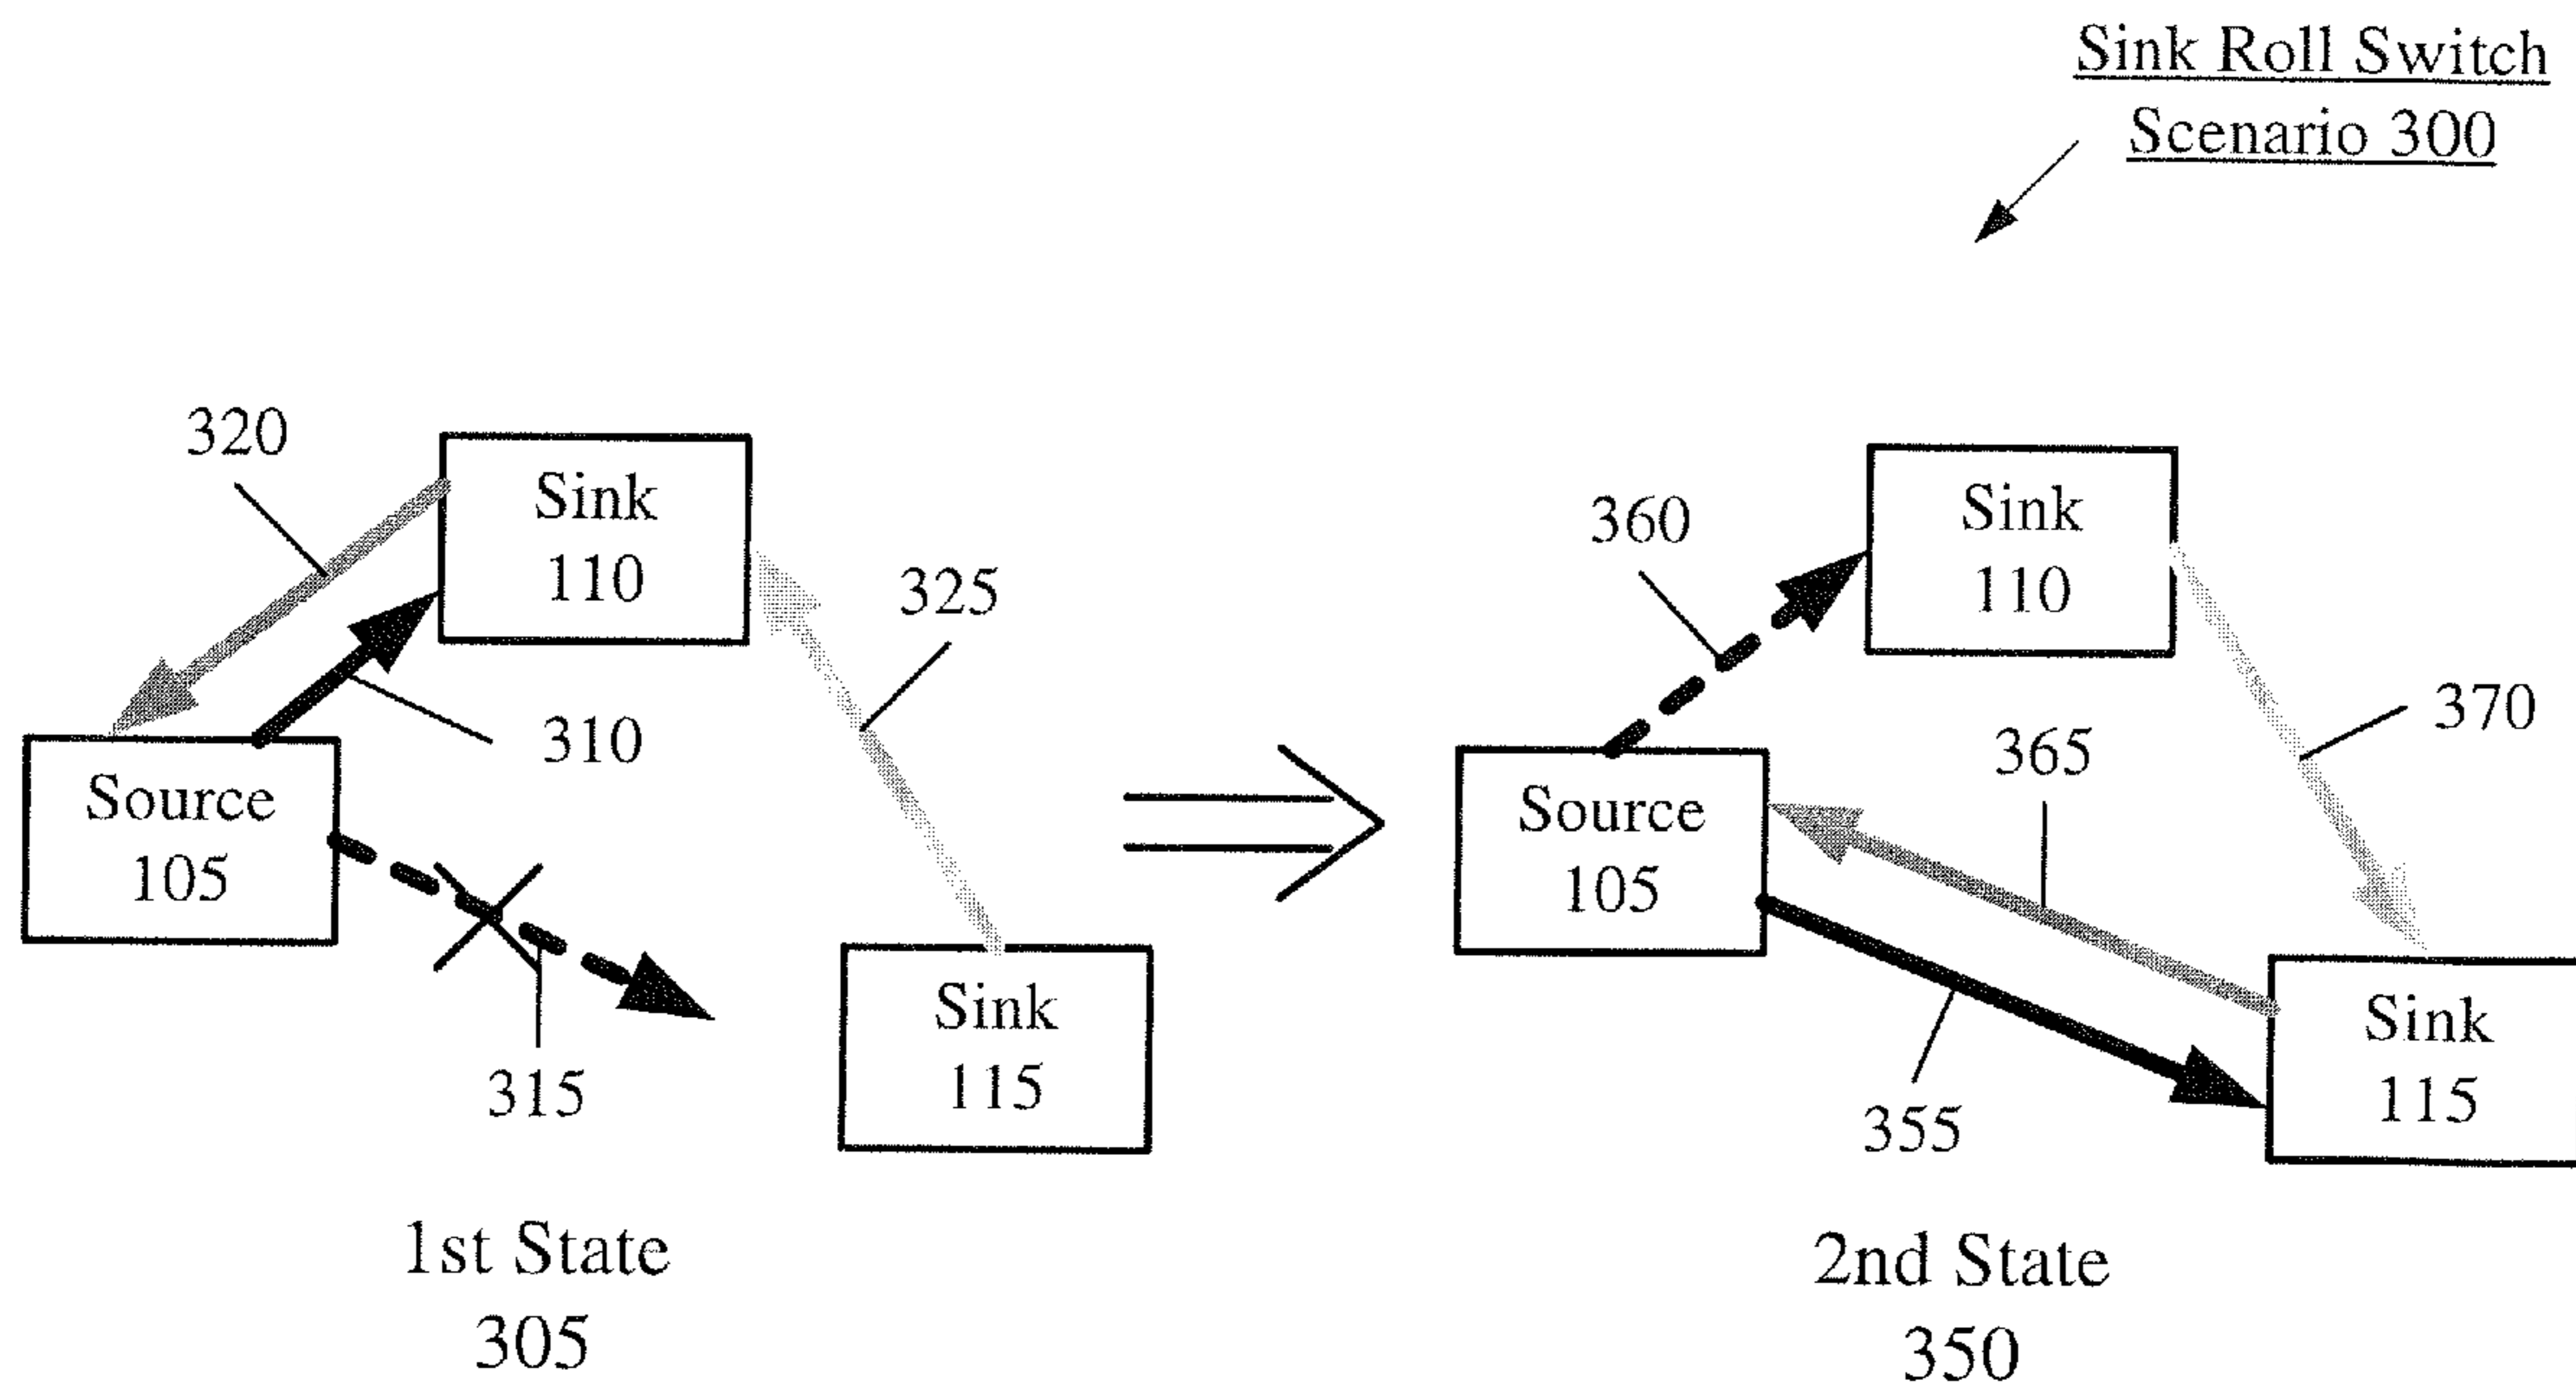 Sink Roll Switch
Scenario 300
320
Sink
110
325
310
Source
105
315
Sink
115
1st State
305
360
Sink
110
370
365
Source
105
355
Sink
115
2nd State
350